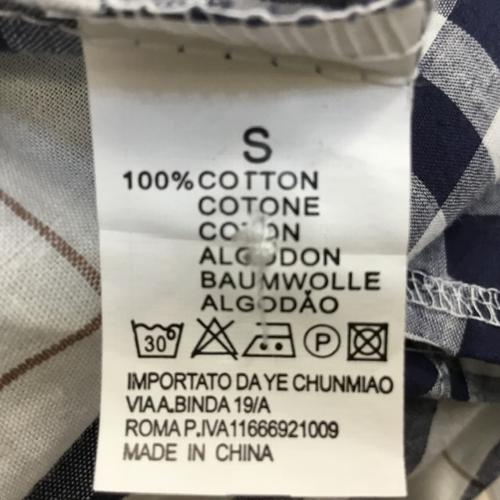 S
100% COTTON
COTONE
COTON
ALGODON
BAUMWOLLE
ALGODÃO
30° P
IMPORTATO DA YE CHUNMIAO
VIA A.BINDA 19/A
ROMA P.IVA11666921009
MADE IN CHINA